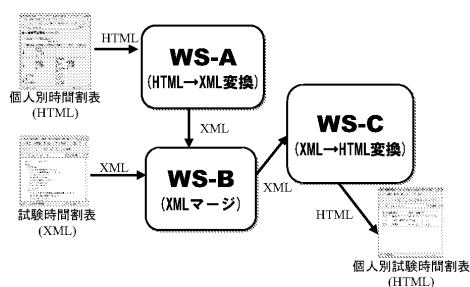 HTML
WS-A
(HTML→XML変換)
個人別時間割表
(HTML)
XML
WS-C
(XML→HTML変換)
XML
WS-B
(XMLマージ)
XML
試験時間割表
(XML)
HTML
個人別試験時間割表
(HTML)